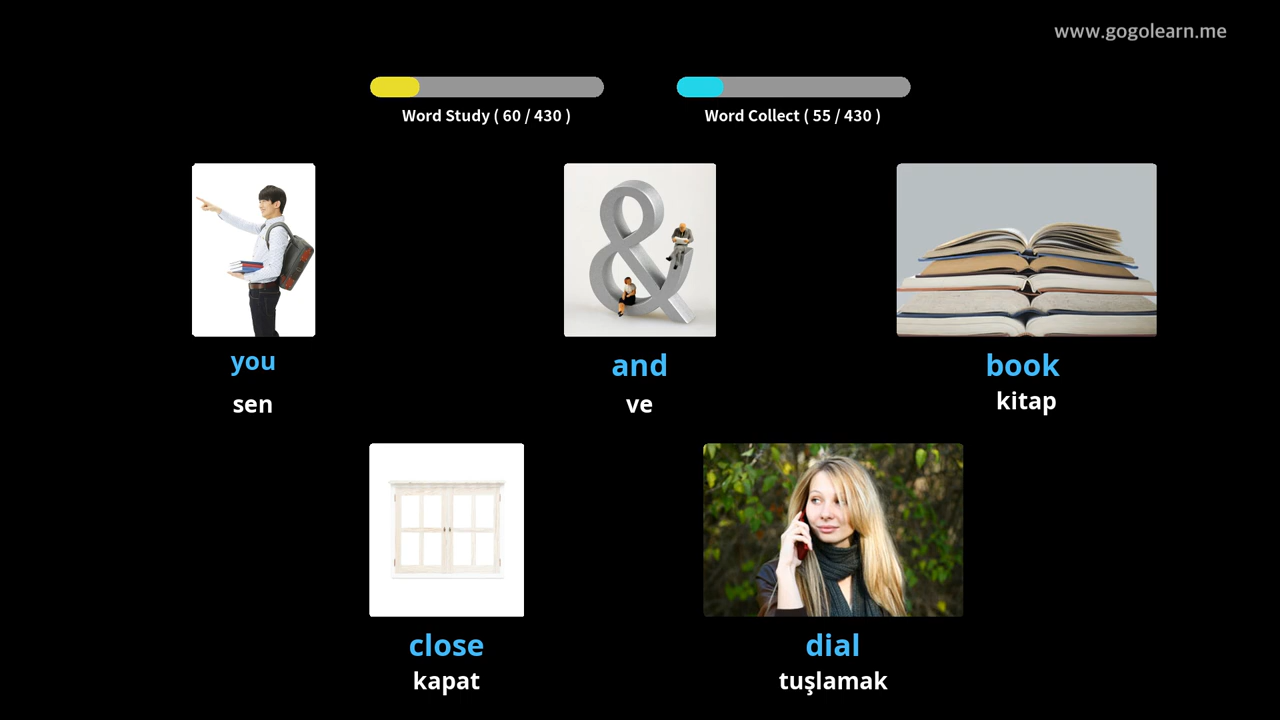 www.gogolearn.me
Word Study ( 60 / 430 )
Word Collect ( 55 / 430 )
you
and
book
sen
ve
kitap
close
dial
kapat
tuşlamak